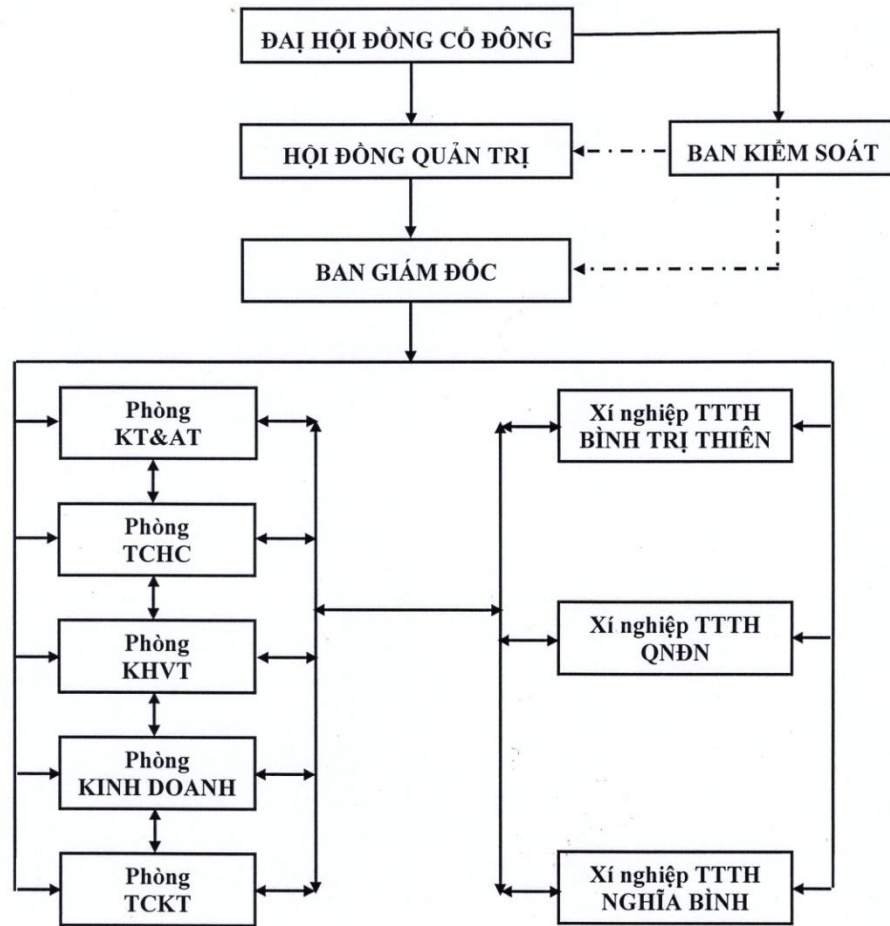 ĐAỊ HỘI ĐỒNG CỔ ĐÔNG
HỘI ĐỒNG QUẢN TRỊ
BAN KIỂM SOÁT
BAN GIÁM ĐỐC
Phòng
KT&AT
Phòng
TCHC
Phòng
KHVT
Phòng
KINH DOANH
Phòng
TCKT
Xí nghiệp TTTH
BÌNH TRỊ THIÊN
Xí nghiệp TTTH
QNĐN
Xí nghiệp TTTH
NGHĨA BÌNH